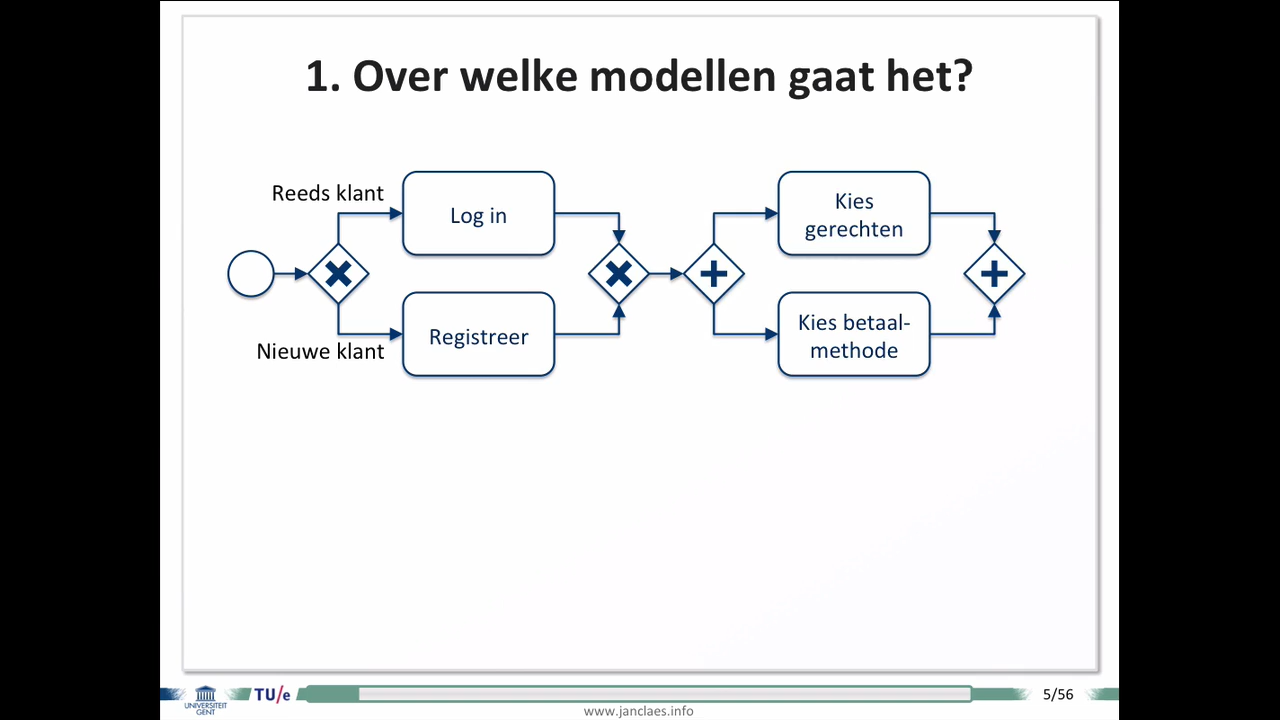 1. Over welke modellen gaat het?
Reeds klant
Log in
Kies
gerechten
Nieuwe klant
Registreer
Kies betaal-
methode
UNIVERSITEIT
GENT
TU/e
5/56
www.janclaes.info